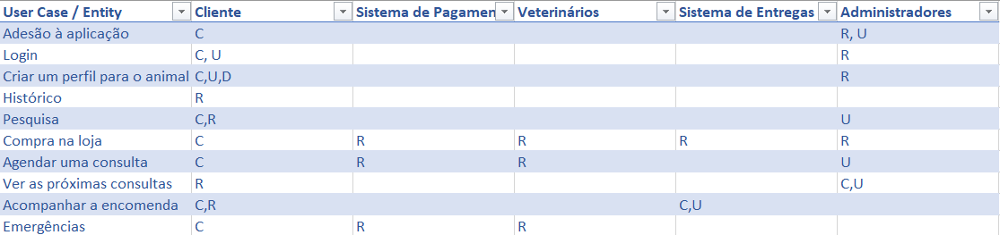 User Case / Entity Cliente Sistema de Pagamen Veterinários Sistema de Entregas Administradores
Adesão à aplicação C R, U
Login C, U R
Criar um perfil para o animal C,U,D R
Histórico R
Pesquisa C,R U
Compra na loja C R R R R
Agendar uma consulta C R R U
Ver as próximas consultas R C,U
Acompanhar a encomenda C,R C,U
Emergências C R R